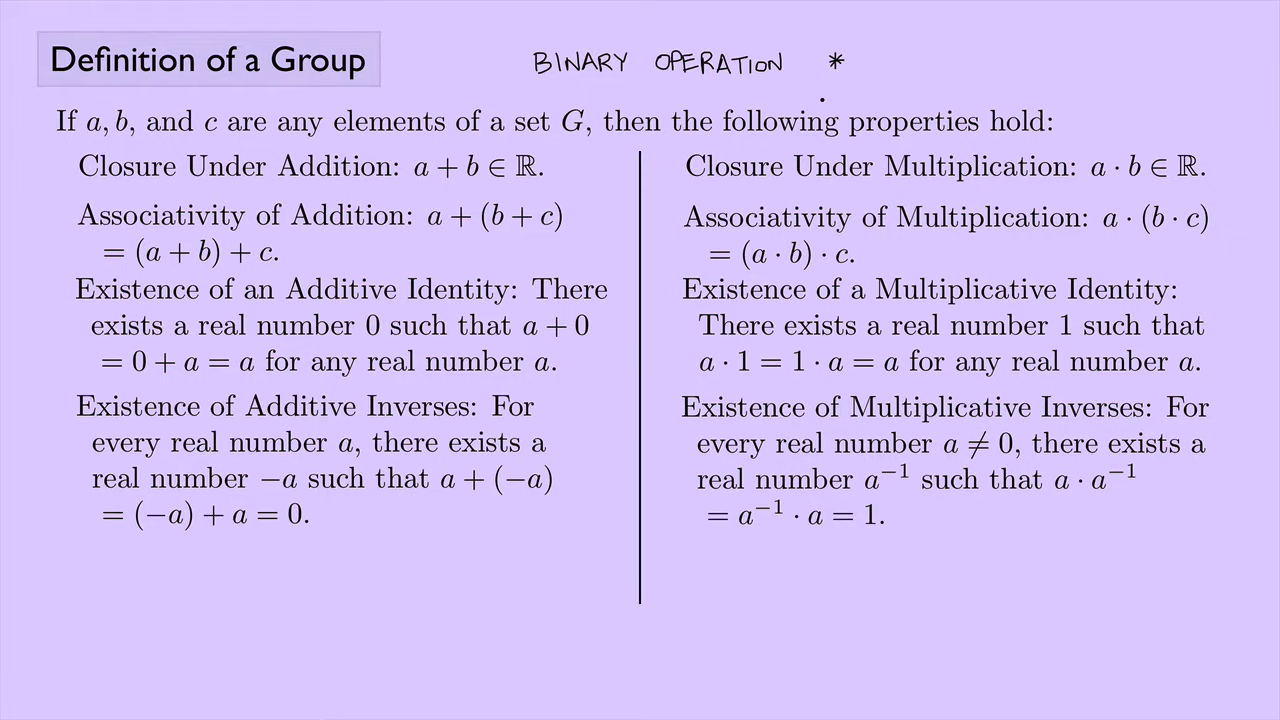 Definition of a Group
BINARY OPERATION *
If a, b, and c are any elements of a set G, then the following properties hold:
Closure Under Addition: a + b ∈ ℝ.
Associativity of Addition: a + (b + c)
= (a + b) + c.
Existence of an Additive Identity: There
exists a real number 0 such that a + 0
= 0 + a = a for any real number a.
Existence of Additive Inverses: For
every real number a, there exists a
real number −a such that a + (−a)
= (−a) + a = 0.
Closure Under Multiplication: a · b ∈ ℝ.
Associativity of Multiplication: a · (b · c)
= (a · b) · c.
Existence of a Multiplicative Identity:
There exists a real number 1 such that
a · 1 = 1 · a = a for any real number a.
Existence of Multiplicative Inverses: For
every real number a ≠ 0, there exists a
real number a⁻¹ such that a · a⁻¹
= a⁻¹ · a = 1.